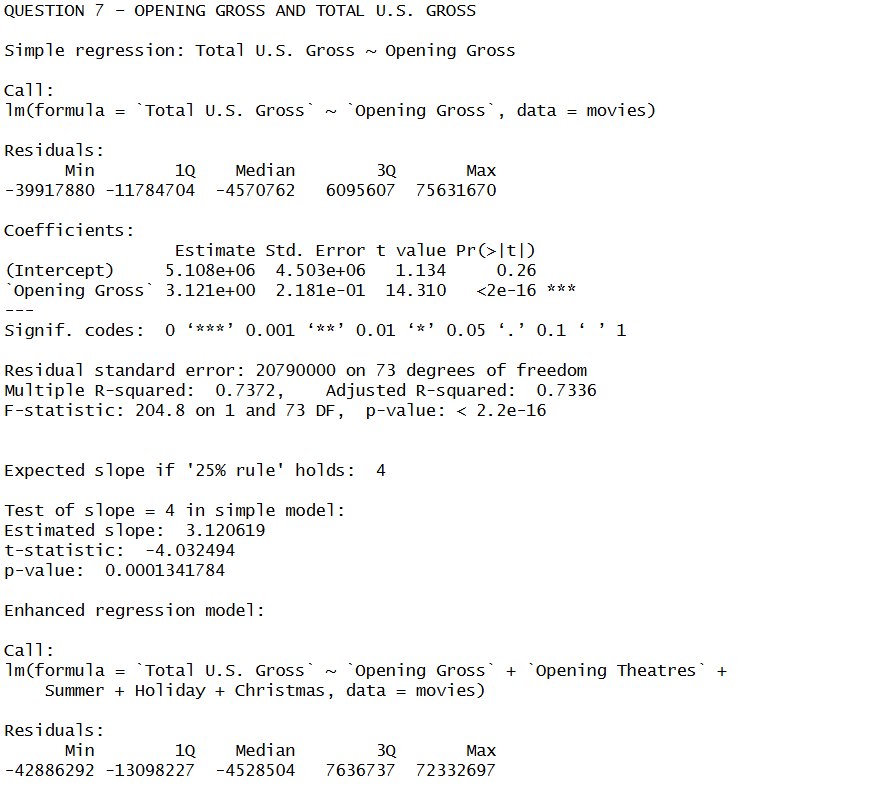 QUESTION 7 - OPENING GROSS AND TOTAL U.S. GROSS
Simple regression: Total U.S. Gross ~ Opening Gross
Call:
lm(formula = `Total U.S. Gross` ~ `Opening Gross`, data = movies)
Residuals:
      Min        1Q    Median        3Q       Max
-39917880 -11784704  -4570762   6095607  75631670
Coefficients:
                 Estimate Std. Error t value Pr(>|t|)
(Intercept)     5.108e+06  4.503e+06   1.134     0.26
`Opening Gross` 3.121e+00  2.181e-01  14.310   <2e-16 ***
---
Signif. codes:  0 ‘***’ 0.001 ‘**’ 0.01 ‘*’ 0.05 ‘.’ 0.1 ‘ ’ 1
Residual standard error: 20790000 on 73 degrees of freedom
Multiple R-squared:  0.7372,    Adjusted R-squared:  0.7336
F-statistic: 204.8 on 1 and 73 DF,  p-value: < 2.2e-16
Expected slope if '25% rule' holds:  4
Test of slope = 4 in simple model:
Estimated slope:  3.120619
t-statistic:  -4.032494
p-value:  0.0001341784
Enhanced regression model:
Call:
lm(formula = `Total U.S. Gross` ~ `Opening Gross` + `Opening Theatres` +
    Summer + Holiday + Christmas, data = movies)
Residuals:
      Min        1Q    Median        3Q       Max
-42886292 -13098227  -4528504   7636737  72332697